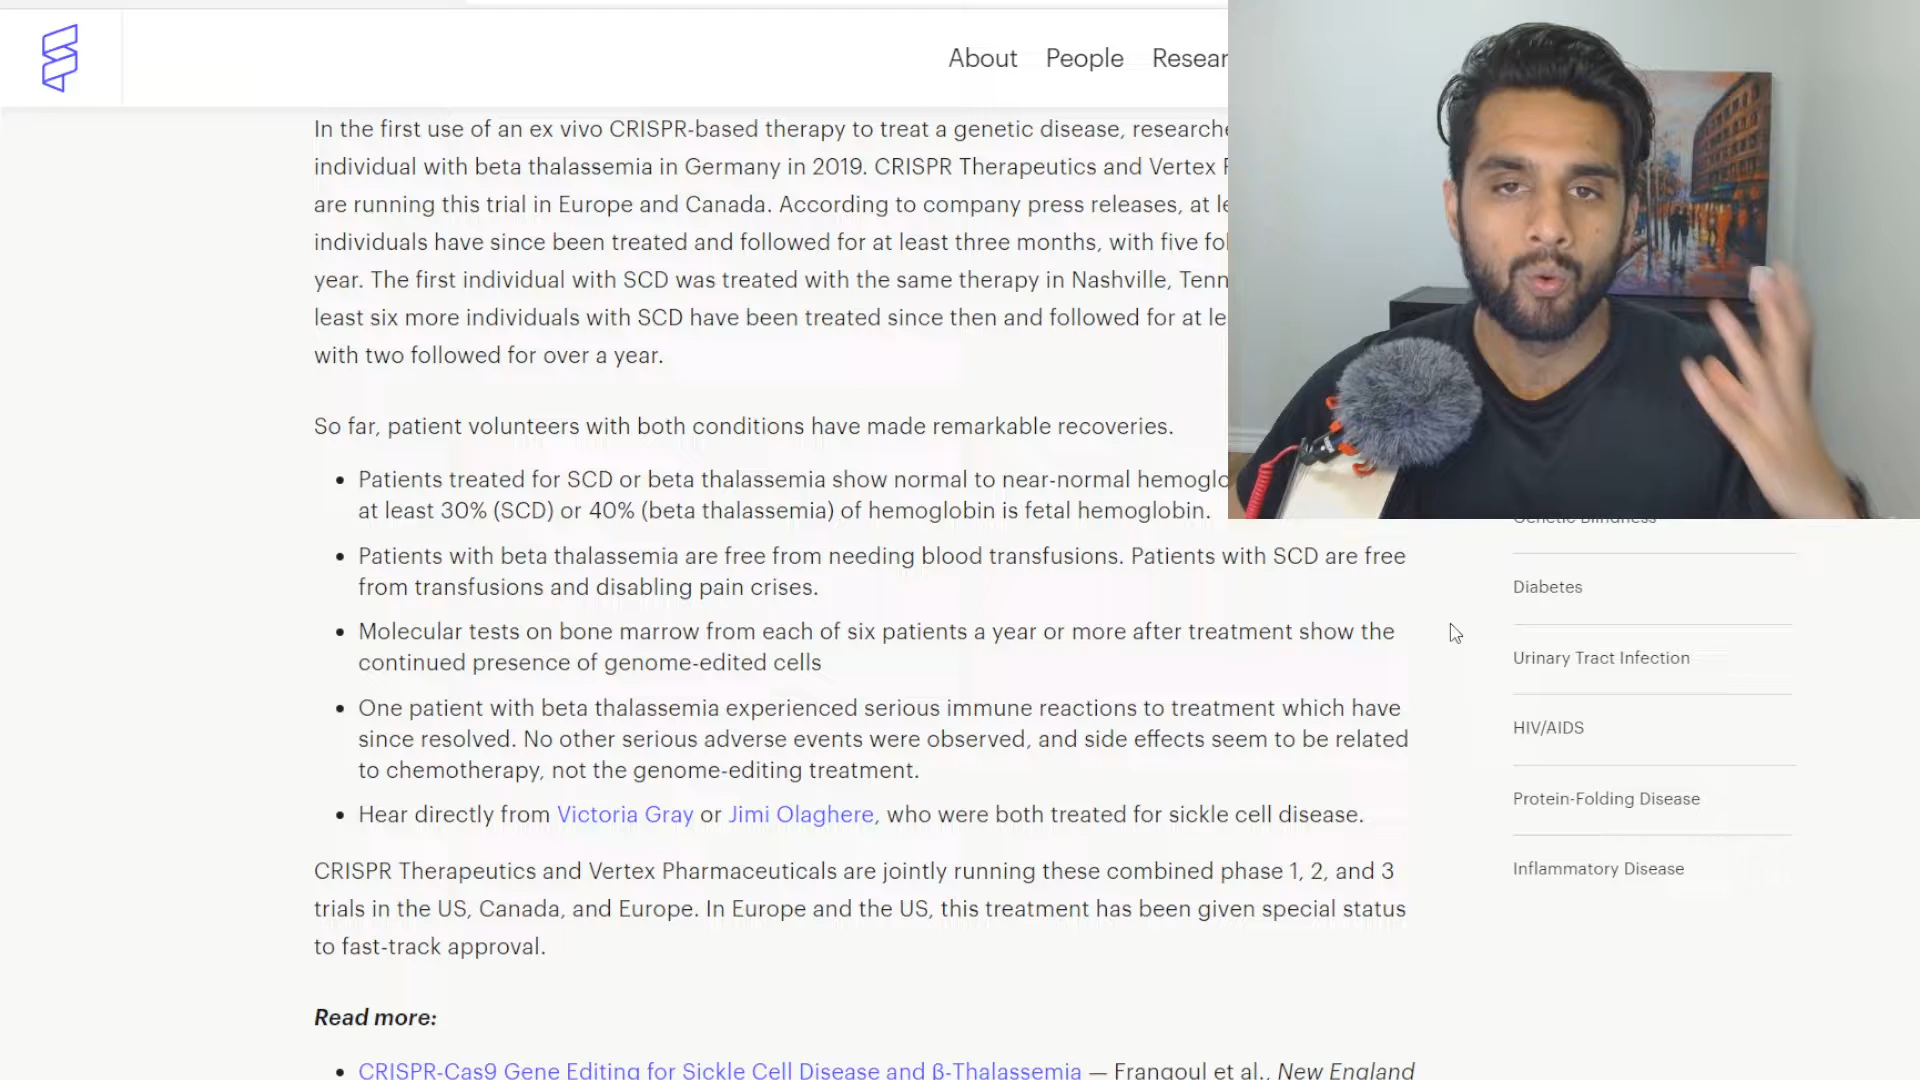 About People Resear
In the first use of an ex vivo CRISPR-based therapy to treat a genetic disease, researche
individual with beta thalassemia in Germany in 2019. CRISPR Therapeutics and Vertex
are running this trial in Europe and Canada. According to company press releases, at le
individuals have since been treated and followed for at least three months, with five fol
year. The first individual with SCD was treated with the same therapy in Nashville, Tenn
least six more individuals with SCD have been treated since then and followed for at le
with two followed for over a year.
So far, patient volunteers with both conditions have made remarkable recoveries.
• Patients treated for SCD or beta thalassemia show normal to near-normal hemoglo
at least 30% (SCD) or 40% (beta thalassemia) of hemoglobin is fetal hemoglobin.
• Patients with beta thalassemia are free from needing blood transfusions. Patients with SCD are free
from transfusions and disabling pain crises.
• Molecular tests on bone marrow from each of six patients a year or more after treatment show the
continued presence of genome-edited cells
• One patient with beta thalassemia experienced serious immune reactions to treatment which have
since resolved. No other serious adverse events were observed, and side effects seem to be related
to chemotherapy, not the genome-editing treatment.
• Hear directly from Victoria Gray or Jimi Olaghere, who were both treated for sickle cell disease.
CRISPR Therapeutics and Vertex Pharmaceuticals are jointly running these combined phase 1, 2, and 3
trials in the US, Canada, and Europe. In Europe and the US, this treatment has been given special status
to fast-track approval.
Read more:
• CRISPR-Cas9 Gene Editing for Sickle Cell Disease and β-Thalassemia — Frangoul et al., New England
Genetic Blindness
Diabetes
Urinary Tract Infection
HIV/AIDS
Protein-Folding Disease
Inflammatory Disease